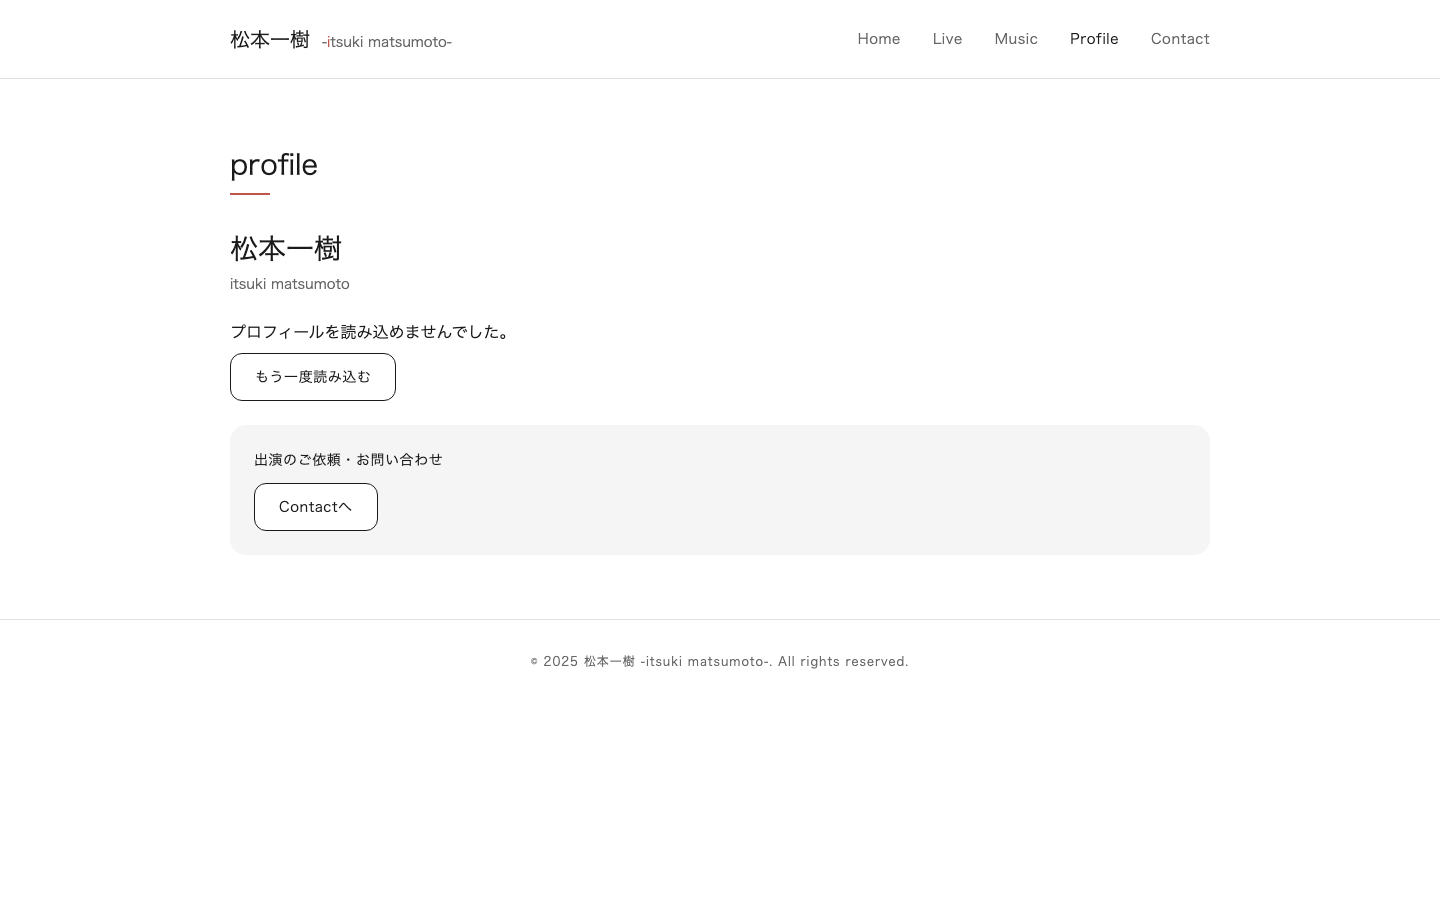 松本一樹 -itsuki matsumoto-
Home Live Music Profile Contact
profile
松本一樹
itsuki matsumoto
プロフィールを読み込めませんでした。
もう一度読み込む
出演のご依頼・お問い合わせ
Contactへ
© 2025 松本一樹 -itsuki matsumoto-. All rights reserved.